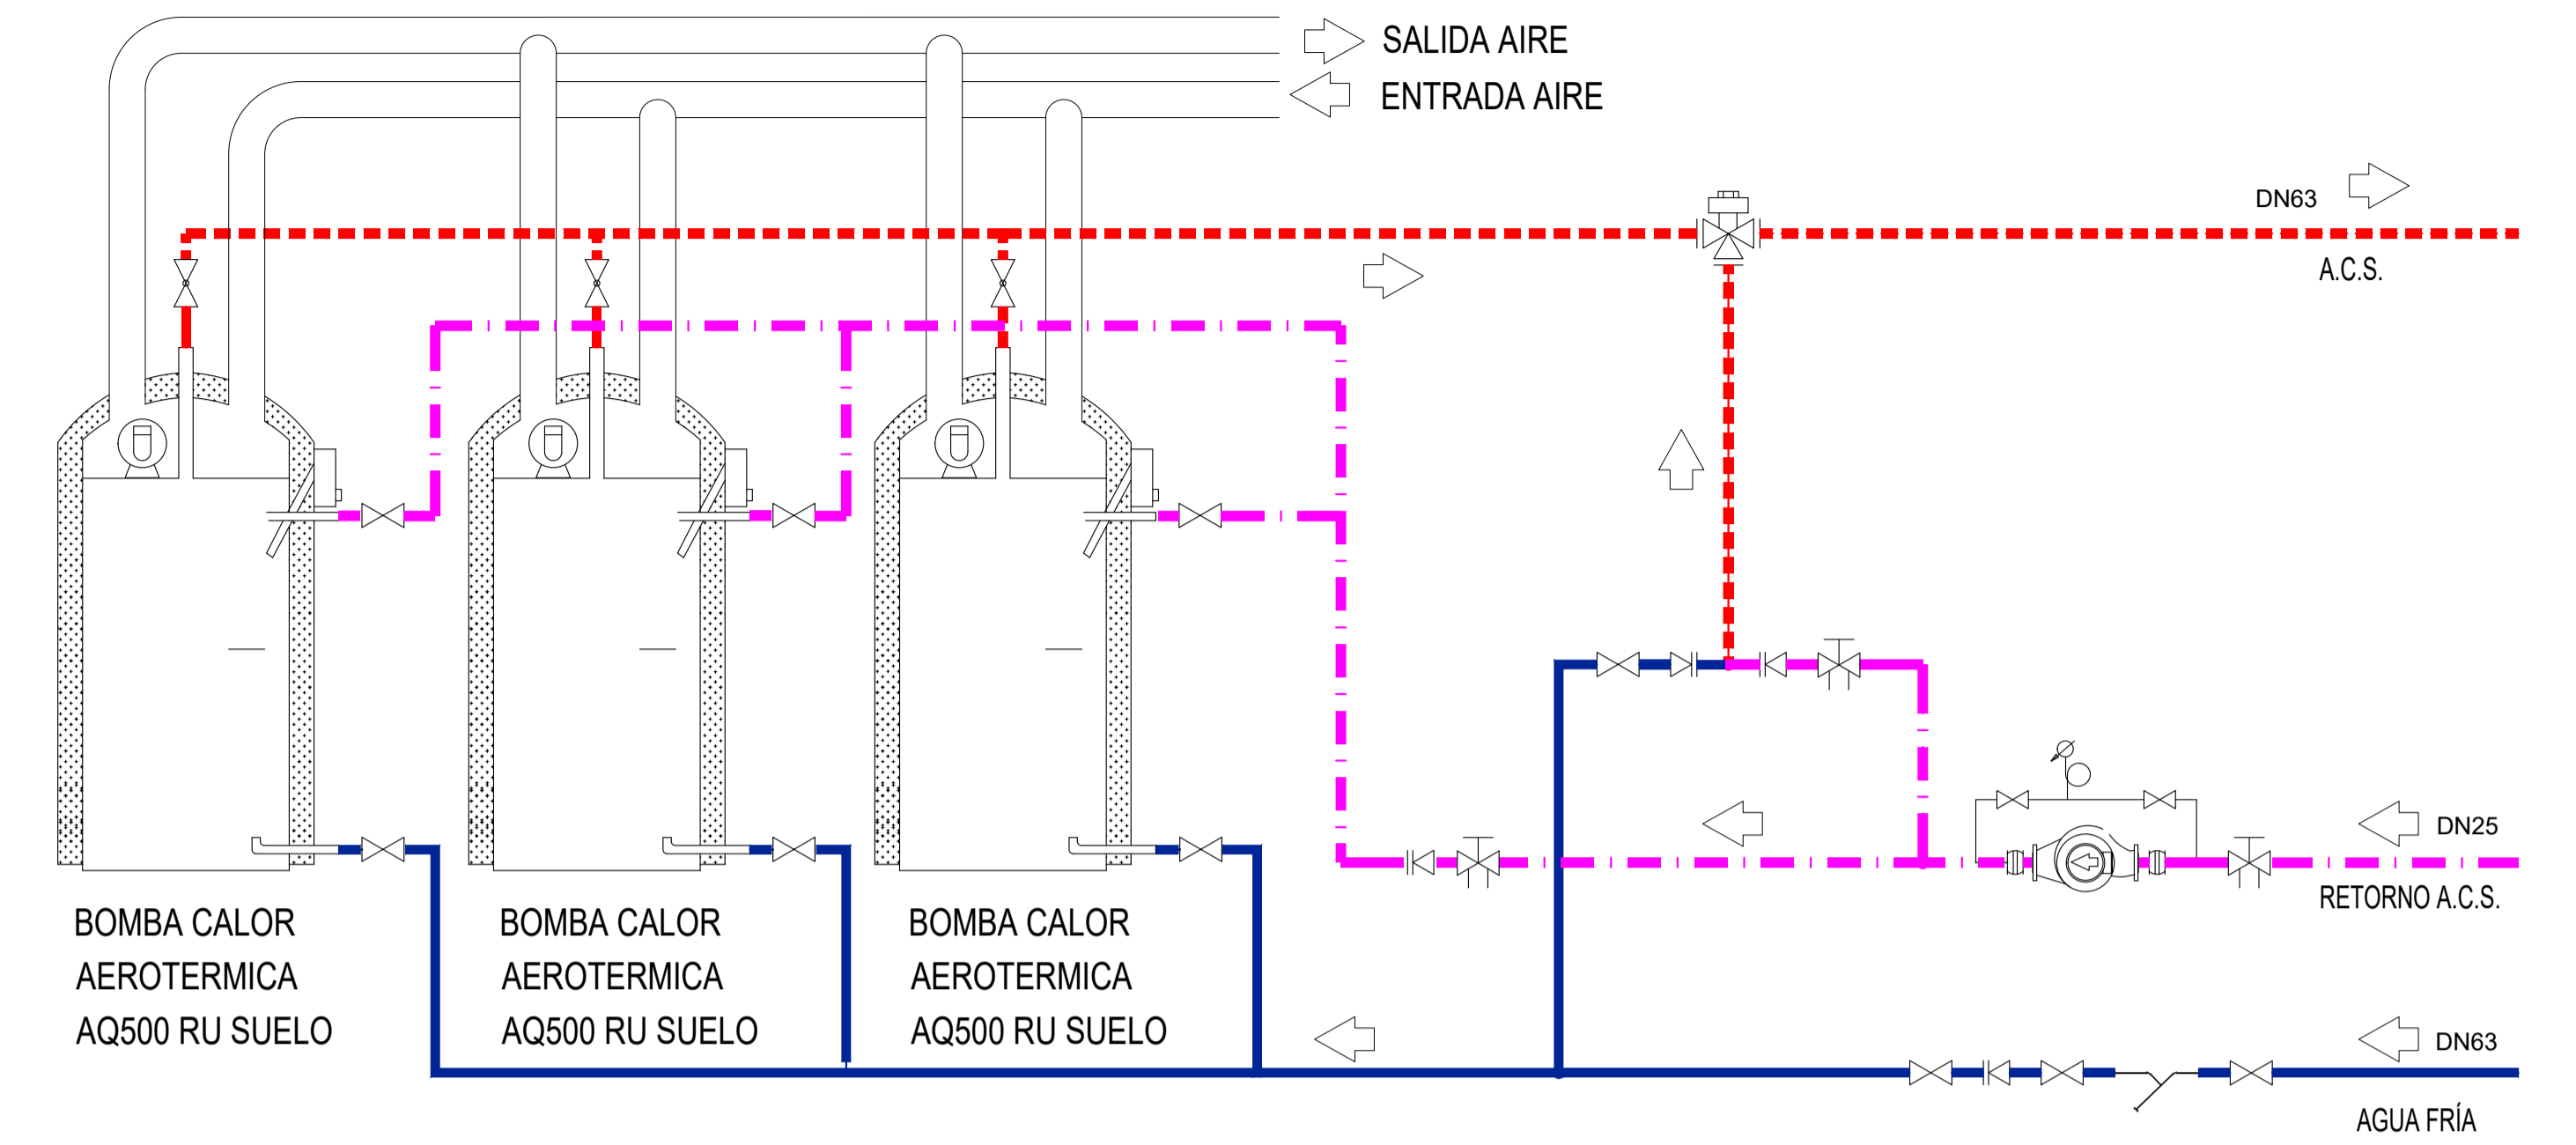 SALIDA AIRE
ENTRADA AIRE
DN63
A.C.S.
DN25
RETORNO A.C.S.
BOMBA CALOR
AEROTERMICA
AQ500 RU SUELO
BOMBA CALOR
AEROTERMICA
AQ500 RU SUELO
BOMBA CALOR
AEROTERMICA
AQ500 RU SUELO
DN63
AGUA FRÍA